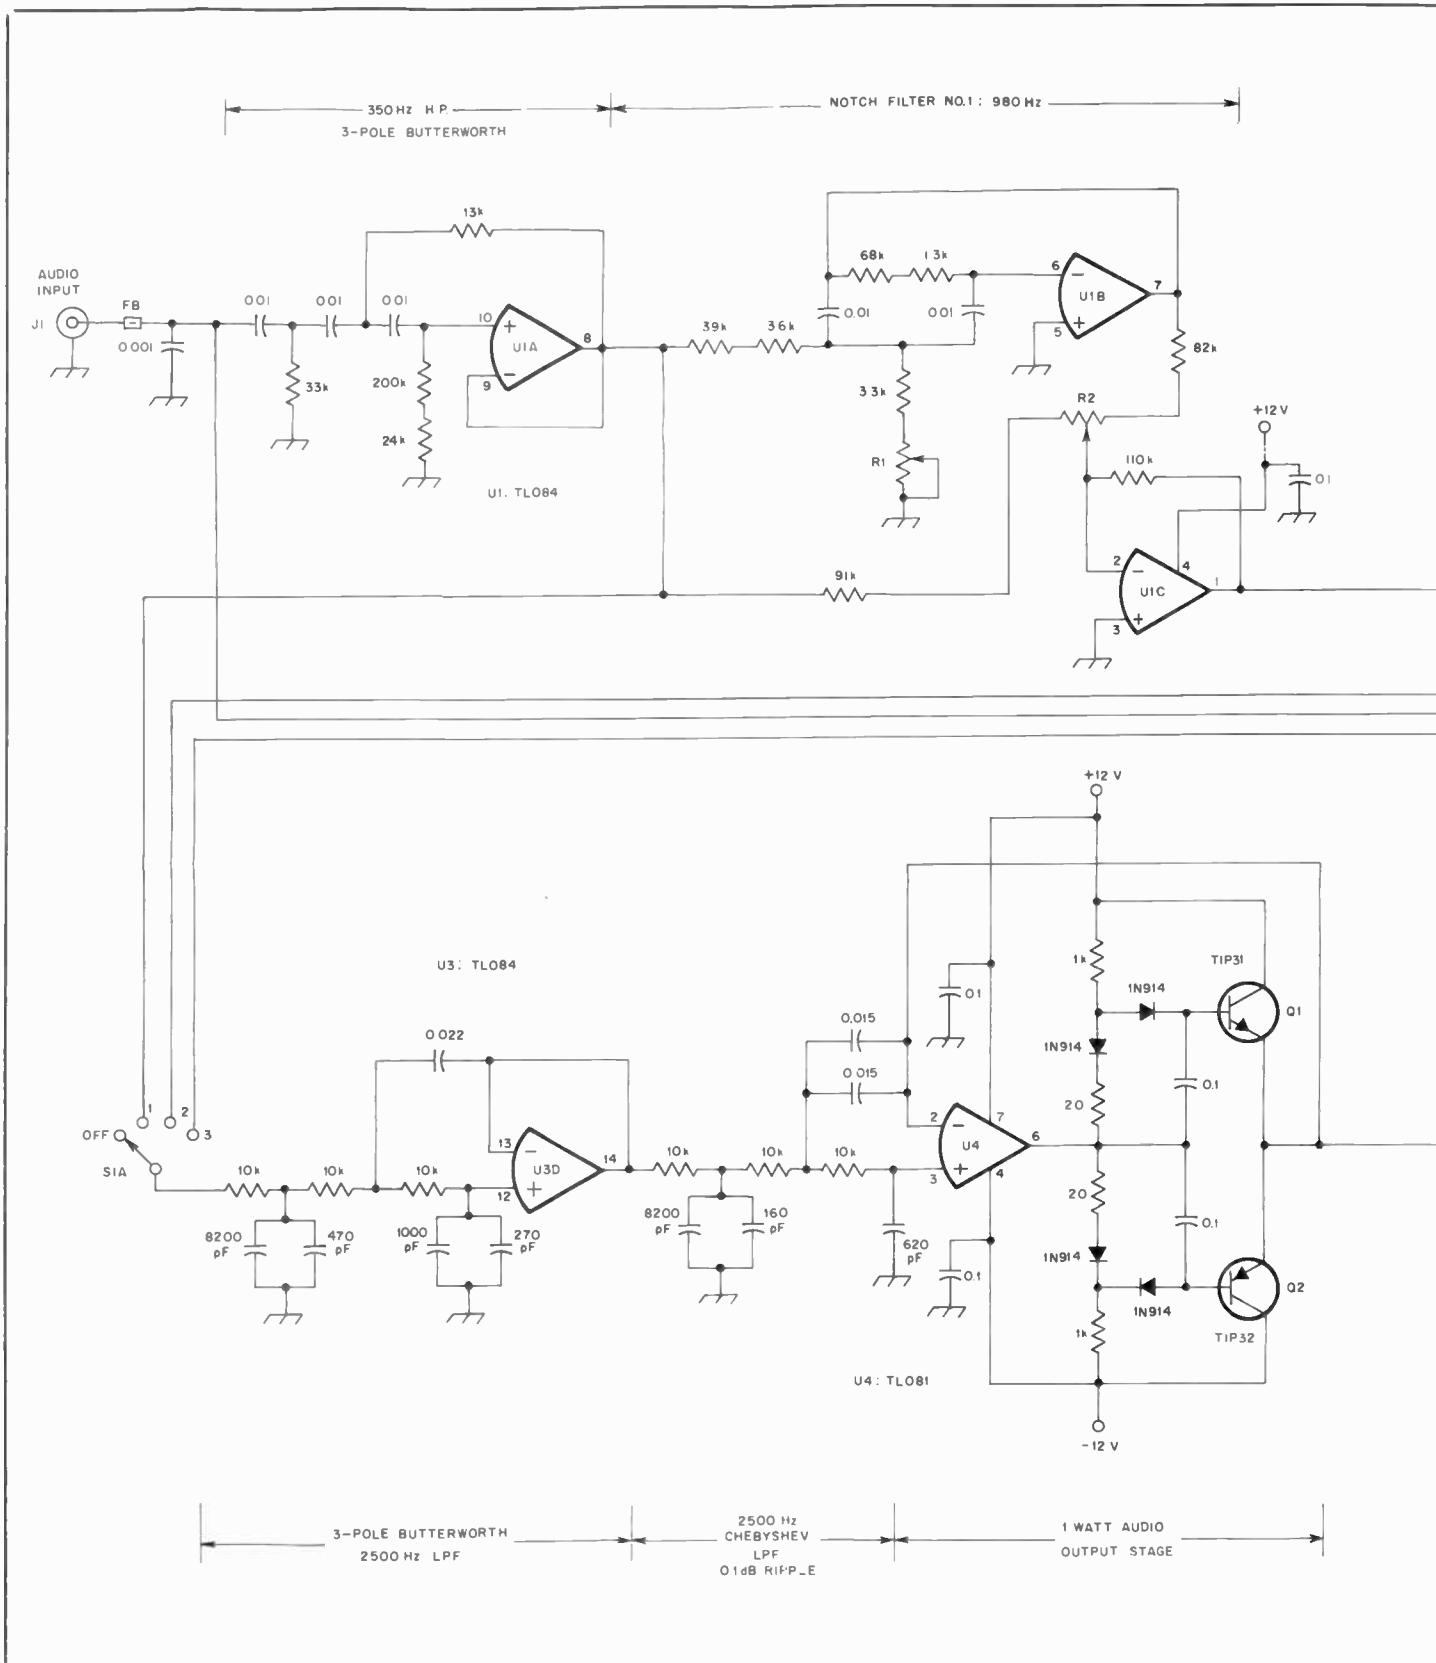 350Hz H.P.
3-POLE BUTTERWORTH
NOTCH FILTER NO.1: 980 Hz
13k
AUDIO
INPUT
J1
FB
0.001
001
001
001
33k
200k
24k
10
9
8
U1A
U1. TL084
39k
36k
68k
13k
0.01
001
33k
R1
6
5
7
U1B
82k
R2
110k
+12V
01
91k
2
3
4
1
U1C
+12 V
U3: TL084
0.022
OFF
1
2
3
S1A
10k
10k
10k
8200
pF
470
pF
1000
pF
270
pF
13
12
14
U3D
10k
10k
10k
8200
pF
160
pF
620
pF
0.015
0.015
01
0.1
2
3
7
4
6
U4
U4: TL081
1k
1N914
1N914
20
20
1N914
1N914
1k
0.1
0.1
TIP31
Q1
Q2
TIP32
-12 V
3-POLE BUTTERWORTH
2500 Hz LPF
2500 Hz
CHEBYSHEV
LPF
01dB RIPPLE
1 WATT AUDIO
OUTPUT STAGE